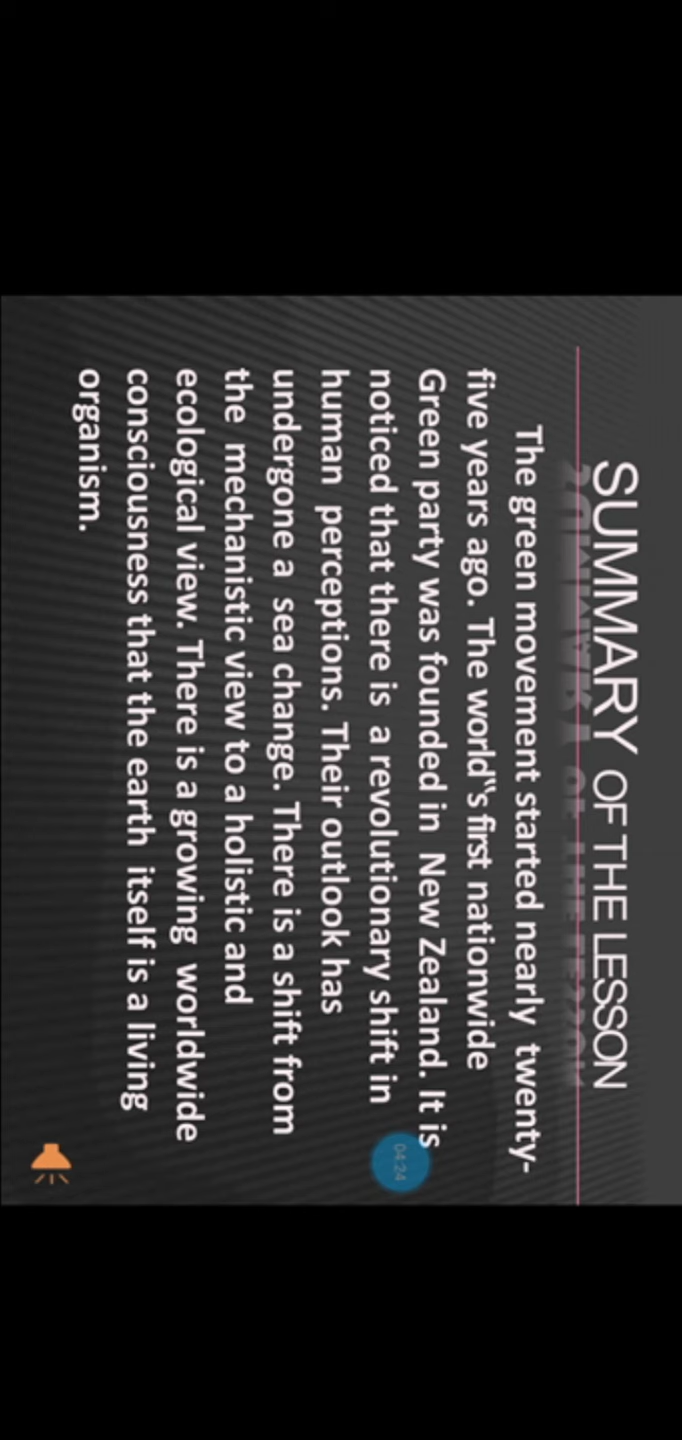 SUMMARY OF THE LESSON
The green movement started nearly twenty-
five years ago. The world‟s first nationwide
Green party was founded in New Zealand. It is
noticed that there is a revolutionary shift in
human perceptions. Their outlook has
undergone a sea change. There is a shift from
the mechanistic view to a holistic and
ecological view. There is a growing worldwide
consciousness that the earth itself is a living
organism.
04:24